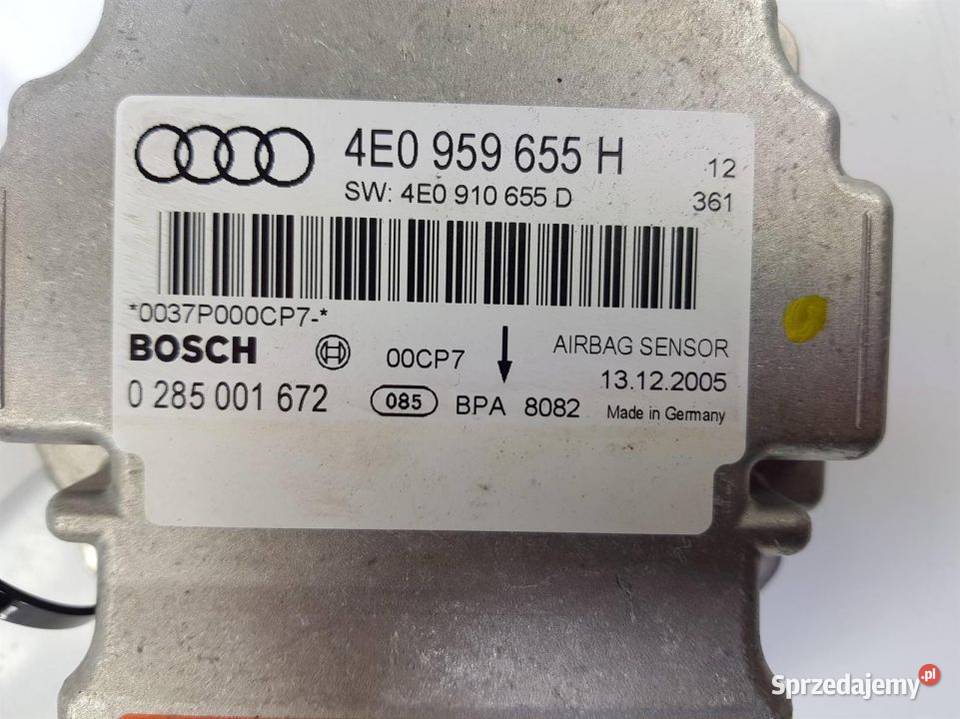 4E0 959 655 H
12
SW: 4E0 910 655 D
361
*0037P000CP7-*
BOSCH
H
00CP7
AIRBAG SENSOR
13.12.2005
0 285 001 672
085
BPA 8082
Made in Germany
Sprzedajemy.pl